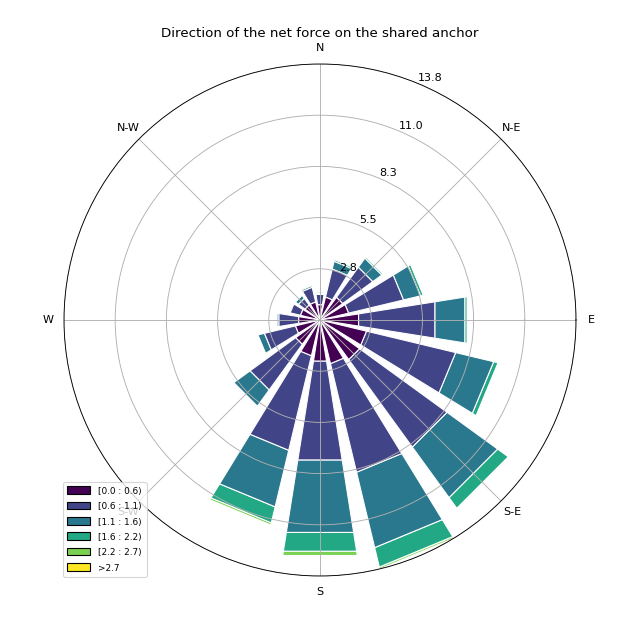 Direction of the net force on the shared anchor
N
13.8
N-W
11.0
N-E
8.3
5.5
2.8
W
E
[0.0 : 0.6)
[0.6 : 1.1)
S-W
S-E
[1.1 : 1.6)
[1.6 : 2.2)
[2.2 : 2.7)
>2.7
S